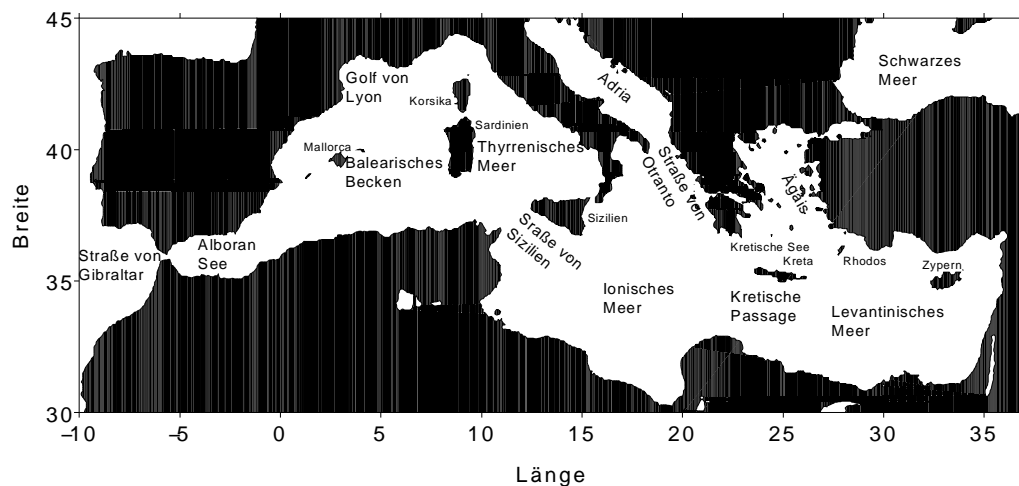 45
40
35
30
Breite
Schwarzes
Meer
Golf von
Lyon
Adria
Korsika
Sardinien
Mallorca
Thyrrenisches
Meer
Balearisches
Becken
Straße von
Otranto
Ägäis
Sizilien
Sraße von
Sizilien
Alboran
See
Straße von
Gibraltar
Kretische See
Kreta
Rhodos
Zypern
Ionisches
Meer
Kretische
Passage
Levantinisches
Meer
−10 −5 0 5 10 15 20 25 30 35
Länge